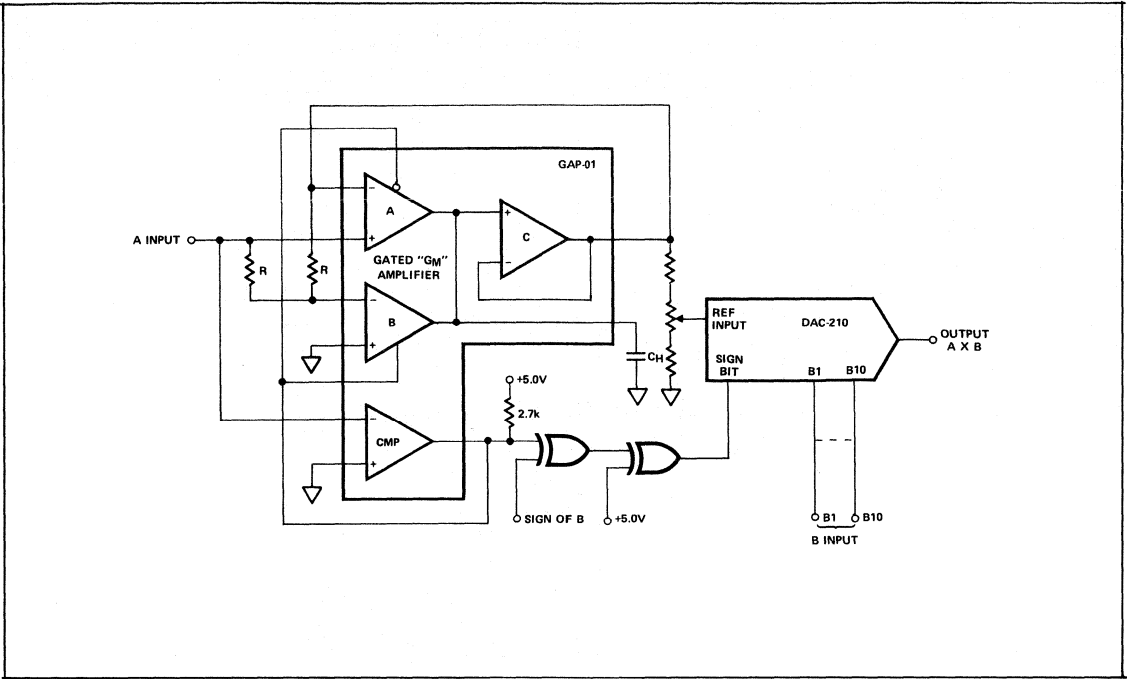 GAP-01
A
C
A INPUT
GATED "GM"
AMPLIFIER
R
R
B
CH
REF
INPUT
DAC-210
SIGN
BIT
B1
B10
OUTPUT
A X B
+5.0V
2.7k
CMP
SIGN OF B
+5.0V
B1
B10
B INPUT
-
+
+
-
-
+
-
+